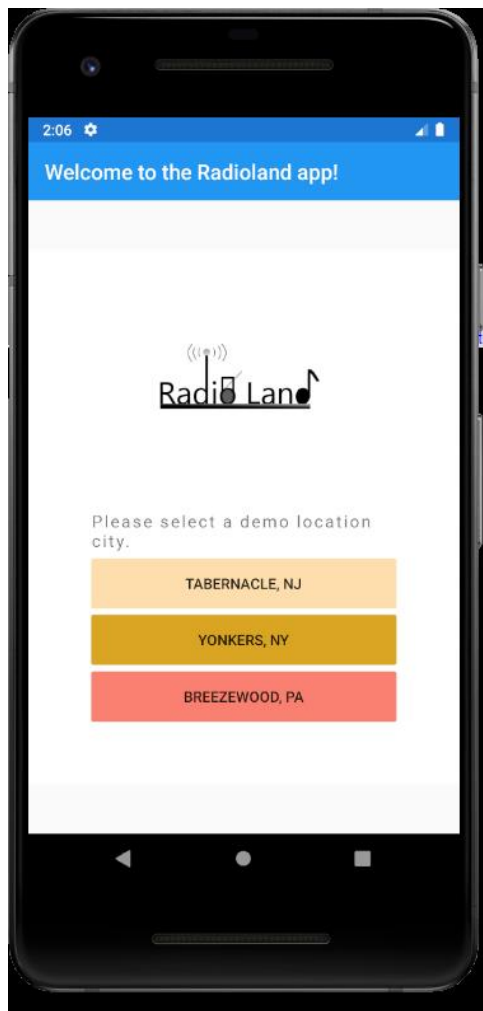 2:06
Welcome to the Radioland app!
Radio Land
Please select a demo location
city.
TABERNACLE, NJ
YONKERS, NY
BREEZEWOOD, PA